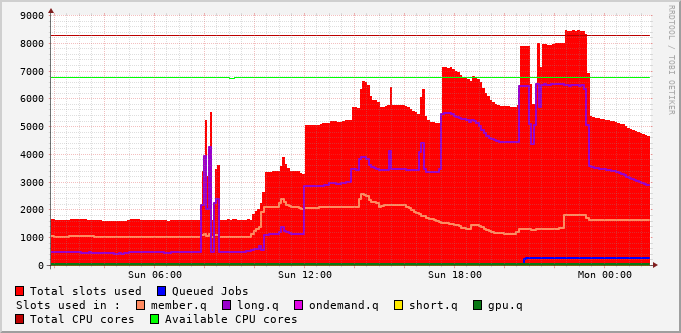 9000
8000
7000
6000
5000
4000
3000
2000
1000
0
Sun 06:00 Sun 12:00 Sun 18:00 Mon 00:00
RRDTOOL / TOBI OETIKER
Total slots used Queued Jobs
Slots used in : member.q long.q ondemand.q short.q gpu.q
Total CPU cores Available CPU cores